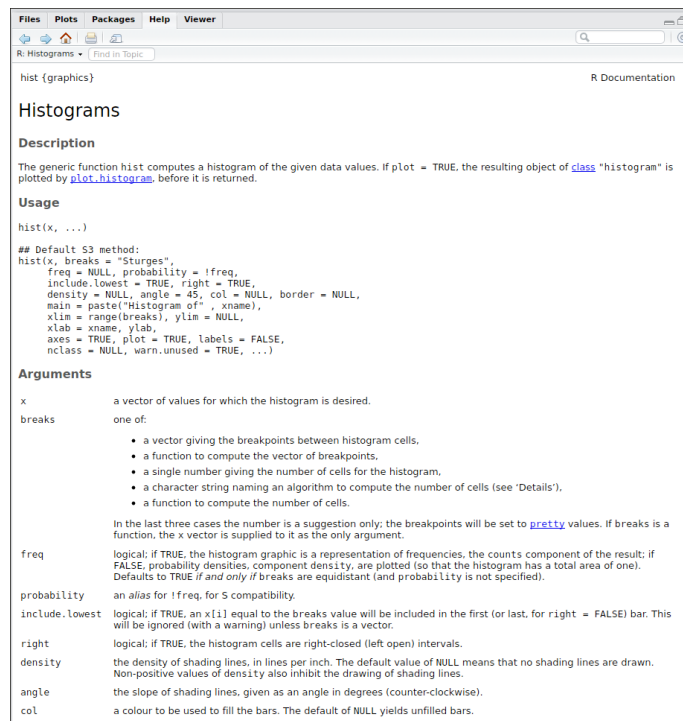 Files Plots Packages Help Viewer
R: Histograms Find in Topic
hist {graphics} R Documentation
Histograms
Description
The generic function hist computes a histogram of the given data values. If plot = TRUE, the resulting object of class "histogram" is
plotted by plot.histogram, before it is returned.
Usage
hist(x, ...)
## Default S3 method:
hist(x, breaks = "Sturges",
freq = NULL, probability = !freq,
include.lowest = TRUE, right = TRUE,
density = NULL, angle = 45, col = NULL, border = NULL,
main = paste("Histogram of" , xname),
xlim = range(breaks), ylim = NULL,
xlab = xname, ylab,
axes = TRUE, plot = TRUE, labels = FALSE,
nclass = NULL, warn.unused = TRUE, ...)
Arguments
x a vector of values for which the histogram is desired.
breaks one of:
• a vector giving the breakpoints between histogram cells,
• a function to compute the vector of breakpoints,
• a single number giving the number of cells for the histogram,
• a character string naming an algorithm to compute the number of cells (see ‘Details’),
• a function to compute the number of cells.
In the last three cases the number is a suggestion only; the breakpoints will be set to pretty values. If breaks is a
function, the x vector is supplied to it as the only argument.
freq logical; if TRUE, the histogram graphic is a representation of frequencies, the counts component of the result; if
FALSE, probability densities, component density, are plotted (so that the histogram has a total area of one).
Defaults to TRUE if and only if breaks are equidistant (and probability is not specified).
probability an alias for !freq, for S compatibility.
include.lowest logical; if TRUE, an x[i] equal to the breaks value will be included in the first (or last, for right = FALSE) bar. This
will be ignored (with a warning) unless breaks is a vector.
right logical; if TRUE, the histogram cells are right-closed (left open) intervals.
density the density of shading lines, in lines per inch. The default value of NULL means that no shading lines are drawn.
Non-positive values of density also inhibit the drawing of shading lines.
angle the slope of shading lines, given as an angle in degrees (counter-clockwise).
col a colour to be used to fill the bars. The default of NULL yields unfilled bars.